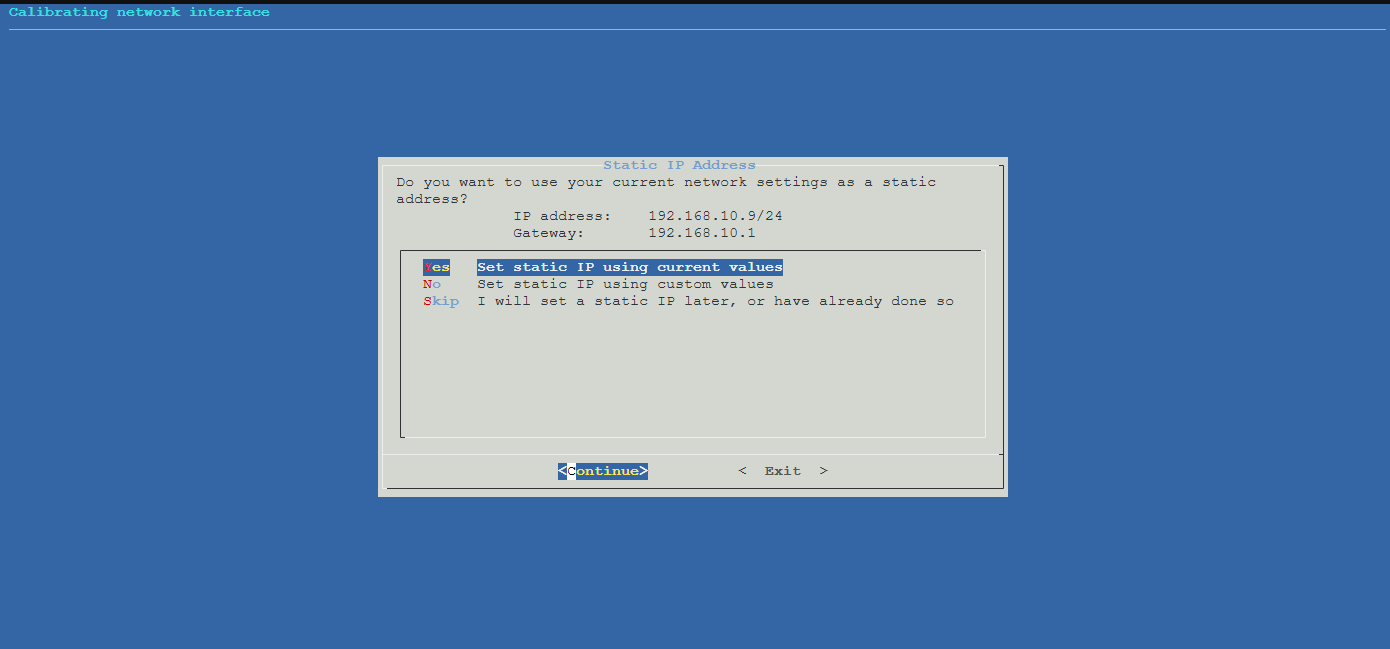 Calibrating network interface
Static IP Address
Do you want to use your current network settings as a static
address?
IP address: 192.168.10.9/24
Gateway: 192.168.10.1
Yes Set static IP using current values
No Set static IP using custom values
Skip I will set a static IP later, or have already done so
<Continue> < Exit >